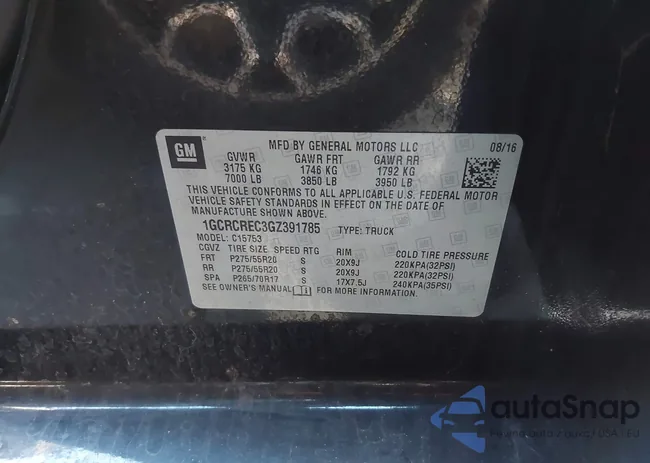 GM
MFD BY GENERAL MOTORS LLC 08/16
GVWR GAWR FRT GAWR RR
3175 KG 1746 KG 1792 KG
7000 LB 3850 LB 3950 LB
THIS VEHICLE CONFORMS TO ALL APPLICABLE U.S. FEDERAL MOTOR
VEHICLE SAFETY STANDARDS IN EFFECT ON THE DATE OF
MANUFACTURE SHOWN ABOVE.
1GCRCREC3GZ391785 TYPE: TRUCK
MODEL: C15753
CGVZ TIRE SIZE SPEED RTG RIM COLD TIRE PRESSURE
FRT P275/55R20 S 20X9J 220KPA(32PSI)
RR P275/55R20 S 20X9J 220KPA(32PSI)
SPA P265/70R17 S 17X7.5J 240KPA(35PSI)
SEE OWNER'S MANUAL FOR MORE INFORMATION.
autoSnap